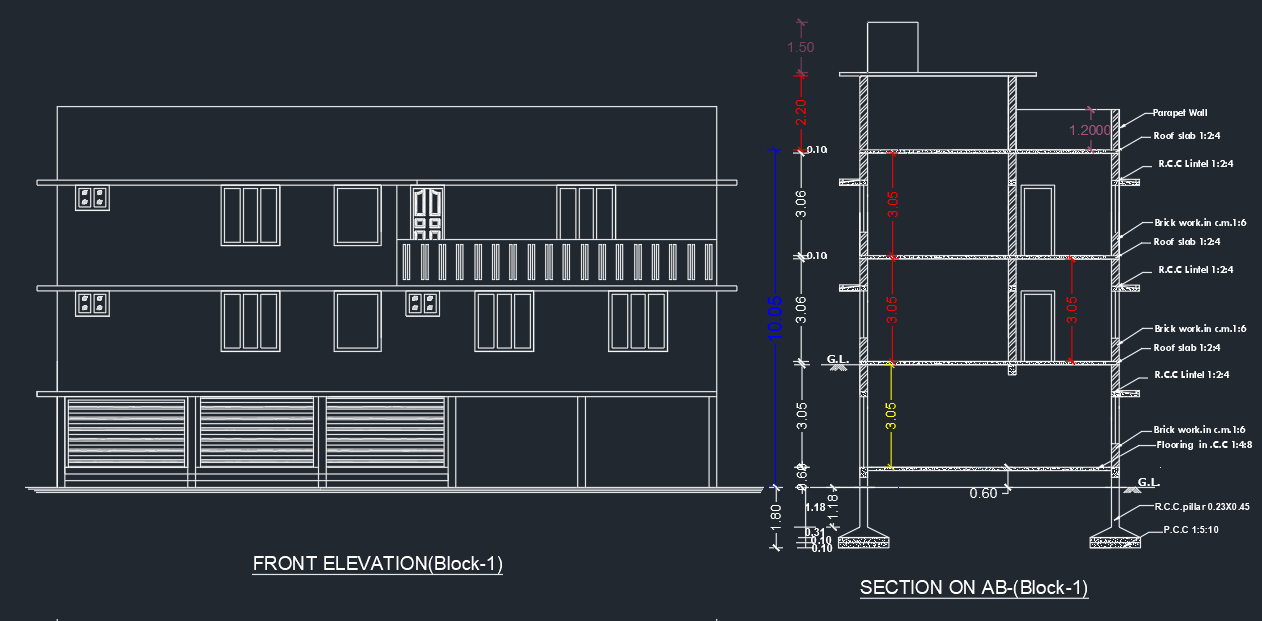 1.50
2.20
1.2000
Parapet Wall
Roof slab 1:2:4
0.10
R.C.C Lintel 1:2:4
3.06
3.05
Brick work.in c.m.1:6
Roof slab 1:2:4
0.10
R.C.C Lintel 1:2:4
10.05
3.06
3.05
3.05
Brick work.in c.m.1:6
Roof slab 1:2:4
G.L.
R.C.C Lintel 1:2:4
3.05
3.05
Brick work.in c.m.1:6
Flooring in .C.C 1:4:8
0.60
G.L.
1.80
1.18
1.18
R.C.C.pillar 0.23X0.45
0.31
0.10
0.10
P.C.C 1:5:10
FRONT ELEVATION(Block-1)
SECTION ON AB-(Block-1)